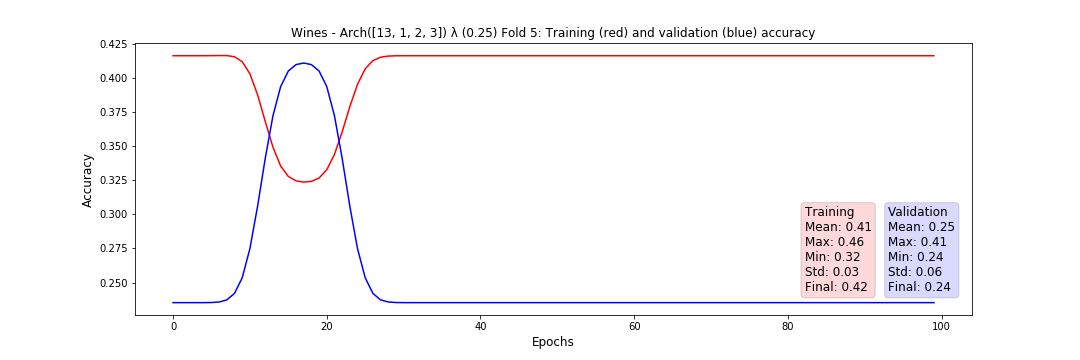 Wines - Arch([13, 1, 2, 3]) λ (0.25) Fold 5: Training (red) and validation (blue) accuracy
Accuracy
0.425
0.400
0.375
0.350
0.325
0.300
0.275
0.250
Training
Mean: 0.41
Max: 0.46
Min: 0.32
Std: 0.03
Final: 0.42
Validation
Mean: 0.25
Max: 0.41
Min: 0.24
Std: 0.06
Final: 0.24
0
20
40
60
80
100
Epochs